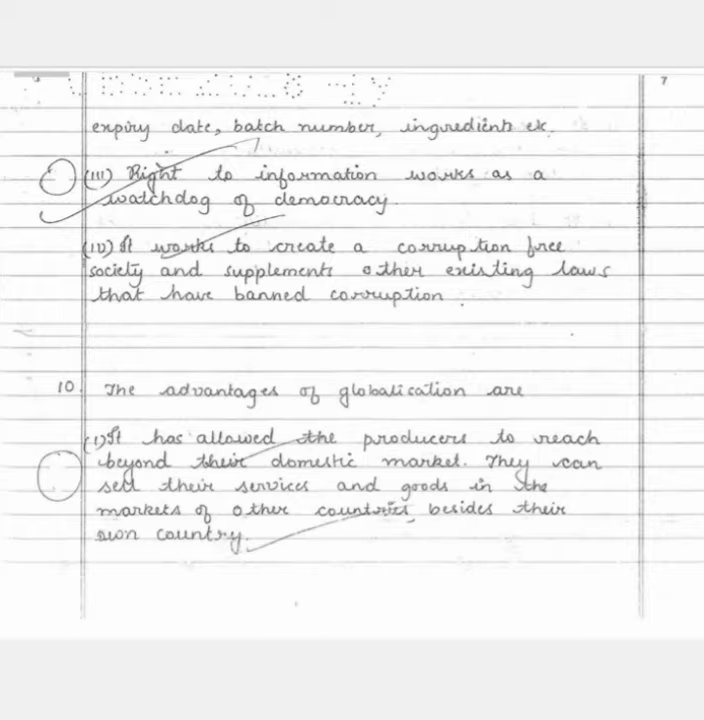 7
expiry date, batch number, ingredients ex.
(III) Right to information works as a
watchdog of democracy.
(IV) It works to create a corruption free
society and supplements other existing laws
that have banned corruption.
10. The advantages of globalication are
(I) It has allowed the producers to reach
beyond their domestic market. They can
sell their services and goods in the
markets of other countries besides their
own country.